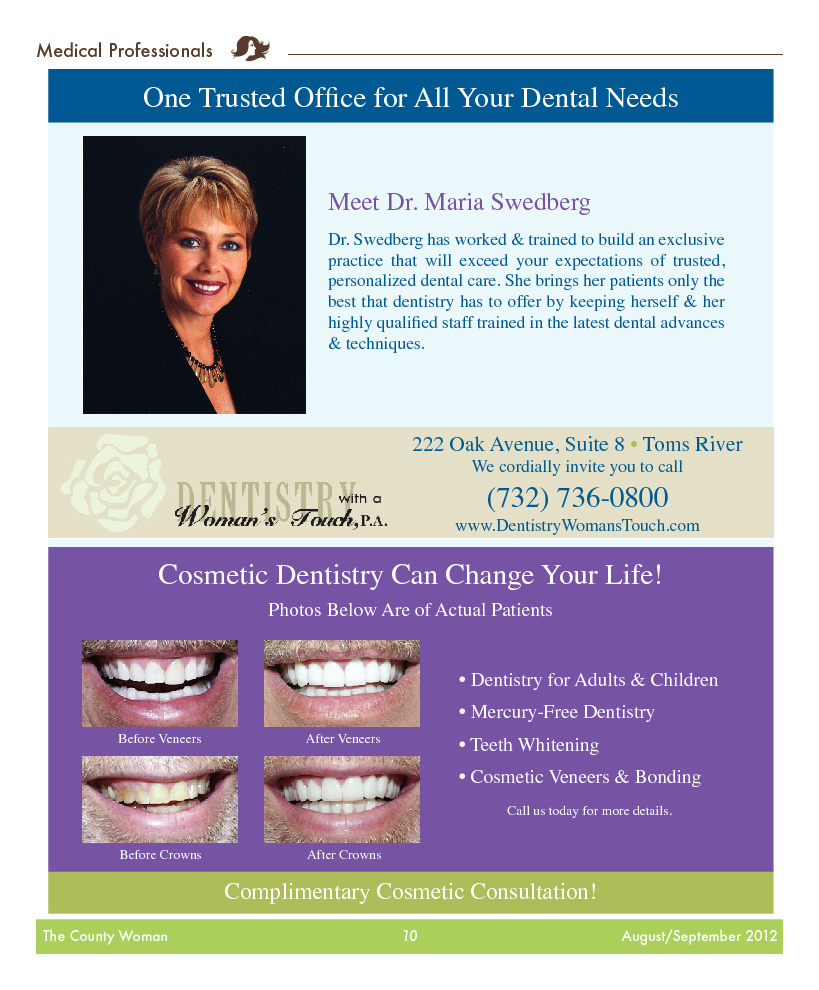 Medical Professionals
One Trusted Office for All Your Dental Needs
Meet Dr. Maria Swedberg
Dr. Swedberg has worked & trained to build an exclusive
practice that will exceed your expectations of trusted,
personalized dental care. She brings her patients only the
best that dentistry has to offer by keeping herself & her
highly qualified staff trained in the latest dental advances
& techniques.
DENTISTRY with a
Woman's Touch, P.A.
222 Oak Avenue, Suite 8 • Toms River
We cordially invite you to call
(732) 736-0800
www.DentistryWomansTouch.com
Cosmetic Dentistry Can Change Your Life!
Photos Below Are of Actual Patients
Before Veneers
After Veneers
Before Crowns
After Crowns
• Dentistry for Adults & Children
• Mercury-Free Dentistry
• Teeth Whitening
• Cosmetic Veneers & Bonding
Call us today for more details.
Complimentary Cosmetic Consultation!
The County Woman 10 August/September 2012